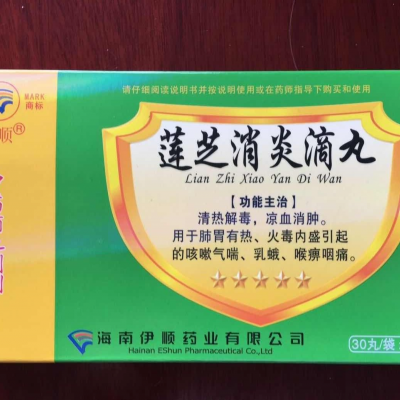 请仔细阅读说明书并按说明使用或在药师指导下购买和使用
MARK
商标
顺®
莲芝消炎滴丸
Lian Zhi Xiao Yan Di Wan
【功能主治】
清热解毒，凉血消肿。
用于肺胃有热、火毒内盛引起
的咳嗽气喘、乳蛾、喉痹咽痛。
海南伊顺药业有限公司
Hainan EShun Pharmaceutical Co.,Ltd
30丸/袋